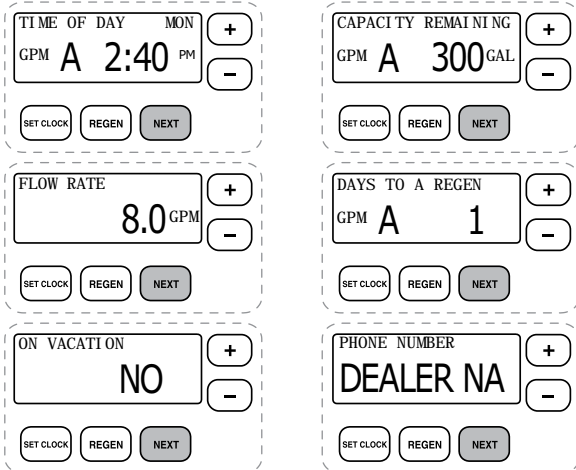 TIME OF DAY MON
GPM A 2:40 PM
+
−
SET CLOCK REGEN NEXT
CAPACITY REMAINING
GPM A 300 GAL
+
−
SET CLOCK REGEN NEXT
FLOW RATE
8.0 GPM
+
−
SET CLOCK REGEN NEXT
DAYS TO A REGEN
GPM A 1
+
−
SET CLOCK REGEN NEXT
ON VACATION
NO
+
−
SET CLOCK REGEN NEXT
PHONE NUMBER
DEALER NA
+
−
SET CLOCK REGEN NEXT